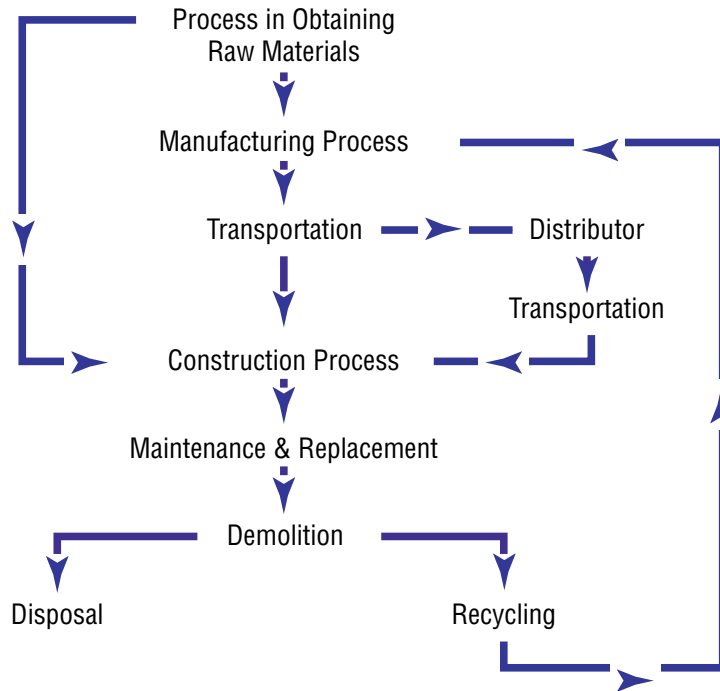 Process in Obtaining
Raw Materials
Manufacturing Process
Transportation
Distributor
Transportation
Construction Process
Maintenance & Replacement
Demolition
Disposal
Recycling